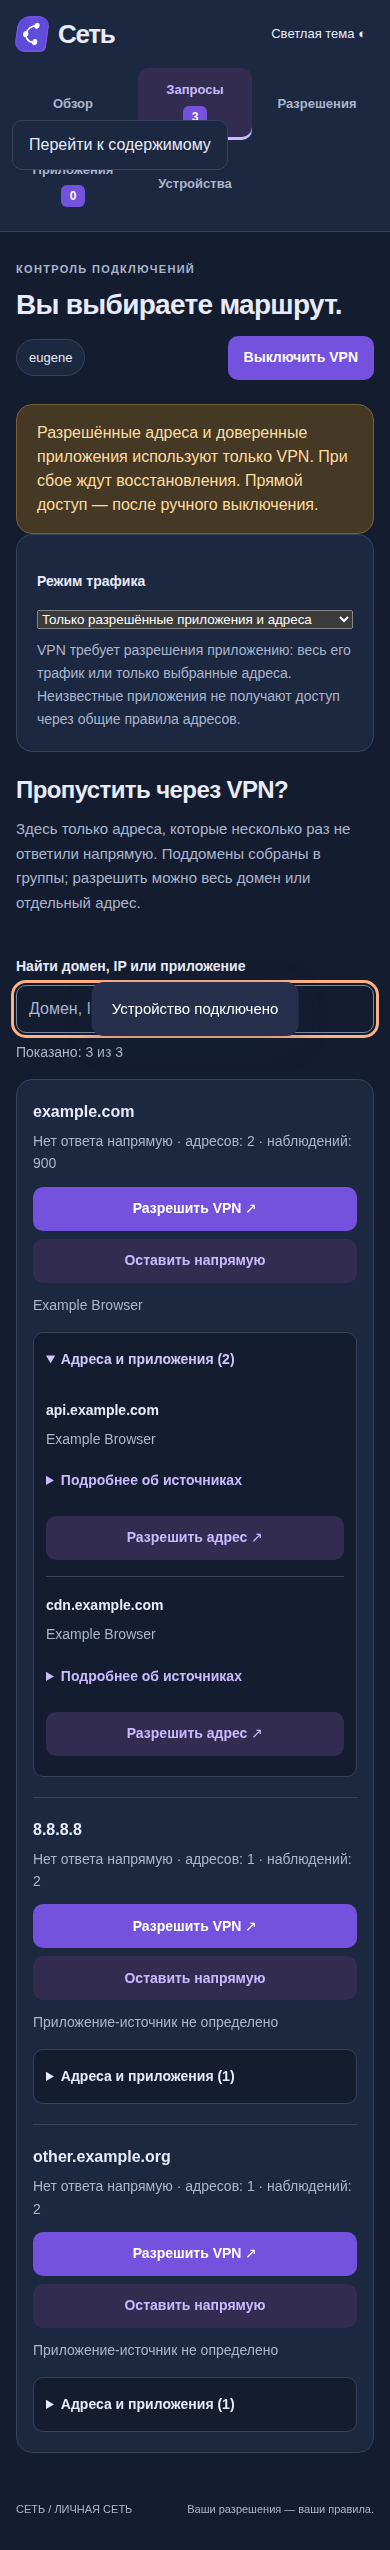 Сеть
Светлая тема
Обзор
Запросы
3
Разрешения
Перейти к содержимому
Приложения
0
Устройства
КОНТРОЛЬ ПОДКЛЮЧЕНИЙ
Вы выбираете маршрут.
eugene
Выключить VPN
Разрешённые адреса и доверенные
приложения используют только VPN. При
сбое ждут восстановления. Прямой
доступ — после ручного выключения.
Режим трафика
Только разрешённые приложения и адреса
VPN требует разрешения приложению: весь его
трафик или только выбранные адреса.
Неизвестные приложения не получают доступ
через общие правила адресов.
Пропустить через VPN?
Здесь только адреса, которые несколько раз не
ответили напрямую. Поддомены собраны в
группы; разрешить можно весь домен или
отдельный адрес.
Найти домен, IP или приложение
Домен, I
Устройство подключено
Показано: 3 из 3
example.com
Нет ответа напрямую · адресов: 2 · наблюдений:
900
Разрешить VPN ↗
Оставить напрямую
Example Browser
▼ Адреса и приложения (2)
api.example.com
Example Browser
▶ Подробнее об источниках
Разрешить адрес ↗
cdn.example.com
Example Browser
▶ Подробнее об источниках
Разрешить адрес ↗
8.8.8.8
Нет ответа напрямую · адресов: 1 · наблюдений:
2
Разрешить VPN ↗
Оставить напрямую
Приложение-источник не определено
▶ Адреса и приложения (1)
other.example.org
Нет ответа напрямую · адресов: 1 · наблюдений:
2
Разрешить VPN ↗
Оставить напрямую
Приложение-источник не определено
▶ Адреса и приложения (1)
СЕТЬ / ЛИЧНАЯ СЕТЬ
Ваши разрешения — ваши правила.